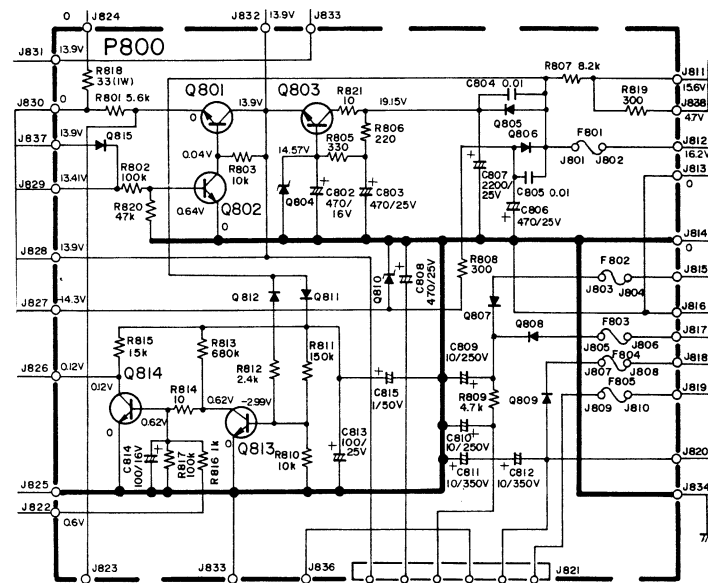 0 J824
J832 13.9V J833
P800
J831 13.9V
R818
33(1W)
R807 8.2k
J811
15.6V
C804 0.01
R819
300
J838
4.7V
J830 0
R801 5.6k
Q801
0
13.9V
Q803
R821
10
19.15V
Q805
Q806
F801
J801 J802
J812
16.2V
J837
13.9V
Q815
R806
220
14.57V
R805
330
0.04V
R803
10k
R802
100k
J829
13.41V
J813
0
C807
2200/
25V
C805 0.01
C806
470/25V
R820
47k
0.64V
Q802
0
Q804
C802
470/
16V
C803
470/25V
J814
0
J828
13.9V
R808
300
F802
J803 J804
J815
Q810
C808
470/25V
J827
-14.3V
Q812
Q811
Q807
J816
F803
J805 J806
J817
Q808
R815
15k
R813
680k
R811
150k
R812
2.4k
C809
10/250V
F804
J807 J808
J818
J826
0.12V
0.12V
Q814
R814
10
0.62V
0.62V
-2.99V
C815
1/50V
R809
4.7k
Q809
F805
J809 J810
J819
0
Q813
0
C813
100/
25V
C810
10/250V
C814
100/16V
R817
100k
R816 1k
R810
10k
C811
10/350V
C812
10/350V
J820
J825
J834
J822
0.6V
J823
J833
J836
J821